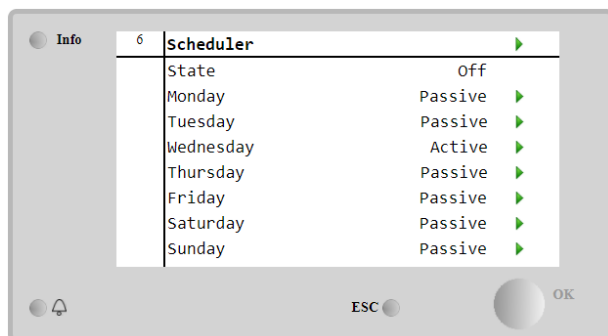 Info
6 Scheduler
State Off
Monday Passive
Tuesday Passive
Wednesday Active
Thursday Passive
Friday Passive
Saturday Passive
Sunday Passive
ESC
OK